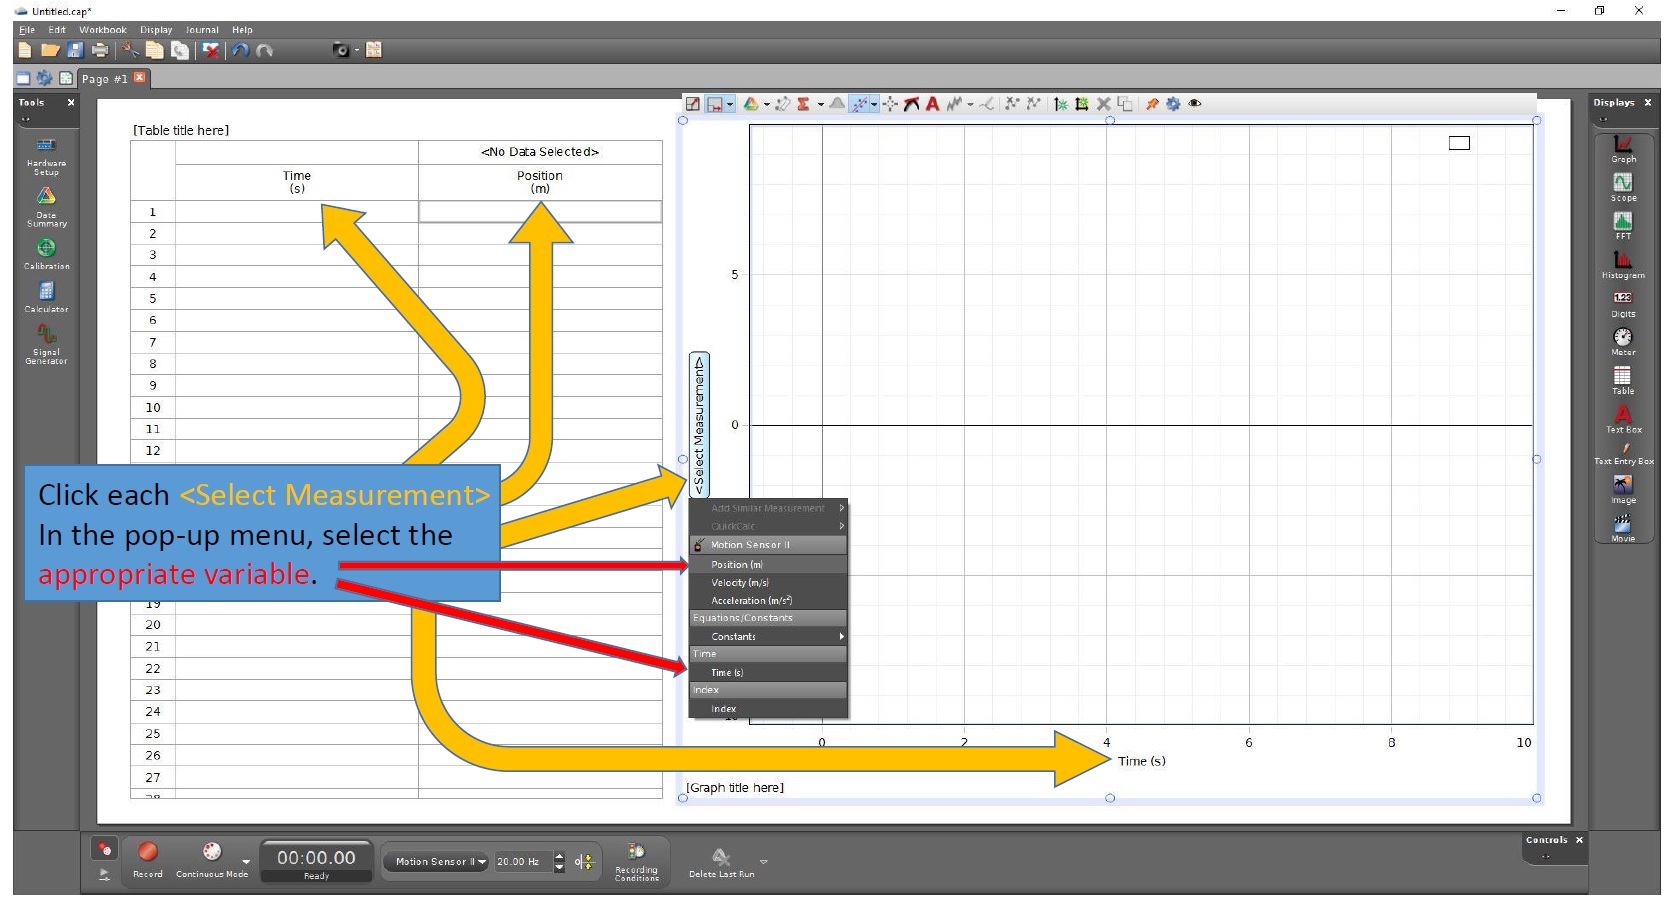 Untitled.cap*
File Edit Workbook Display Journal Help
Page #1
Tools
Hardware
Setup
Data
Summary
Calibration
Calculator
Signal
Generator
[Table title here]
<No Data Selected>
Time
(s)
Position
(m)
1
2
3
4
5
6
7
8
9
10
11
12
Click each <Select Measurement>
In the pop-up menu, select the
appropriate variable.
19
20
21
22
23
24
25
26
27
28
5
0
<Select Measurement>
Add Similar Measurement
QuickCalc
Motion Sensor II
Position (m)
Velocity (m/s)
Acceleration (m/s²)
Equations/Constants
Constants
Time
Time (s)
Index
Index
0 2 4 6 8 10
Time (s)
[Graph title here]
Displays
Graph
Scope
FFT
Histogram
1.23
Digits
Meter
Table
Text Box
Text Entry Box
Image
Movie
Record
Continuous Mode
00:00.00
Ready
Motion Sensor II
20.00 Hz
Recording
Conditions
Delete Last Run
Controls